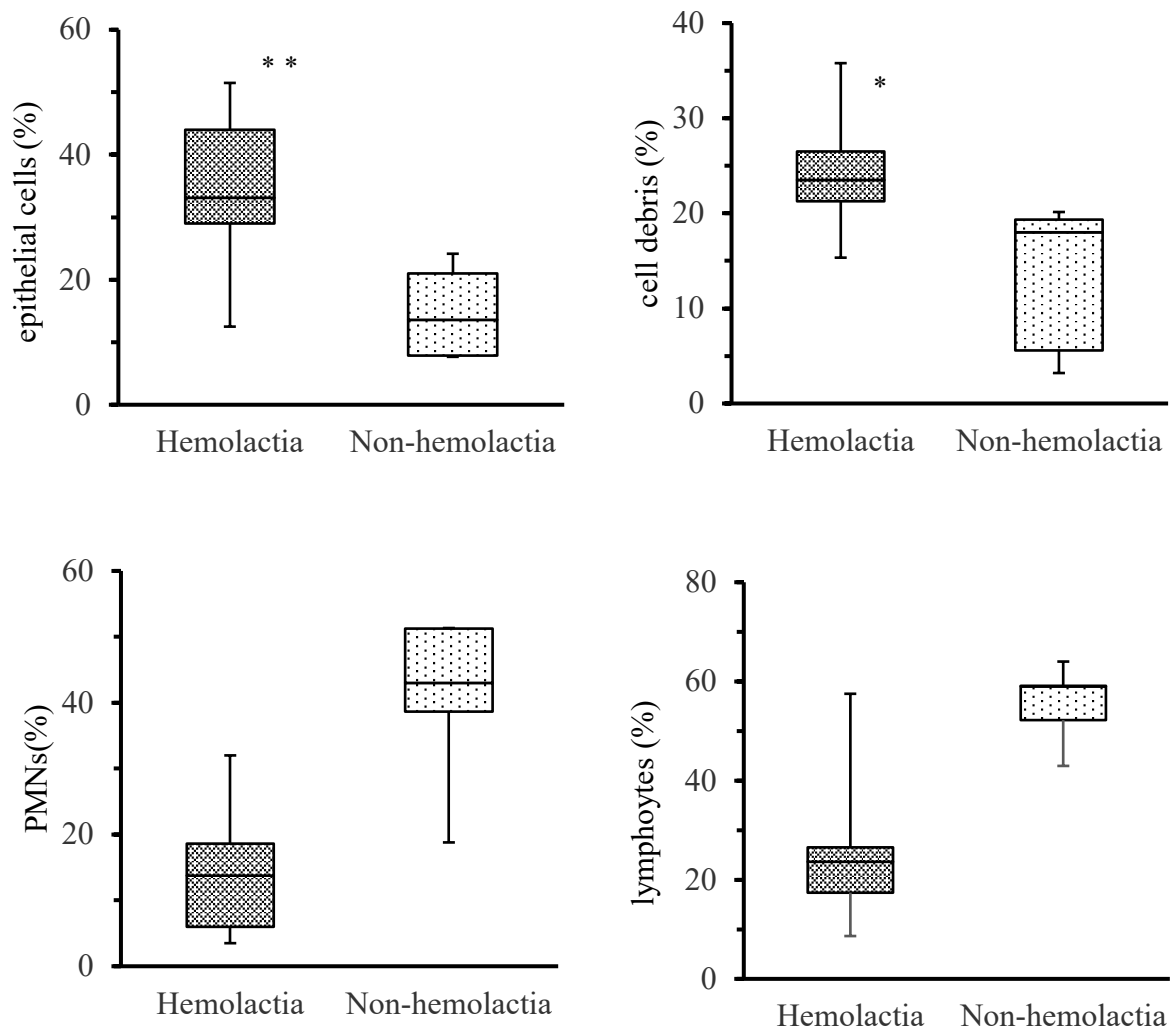 60
40
20
0
epithelial cells (%)
* *
Hemolactia
Non-hemolactia
40
30
20
10
0
cell debris (%)
*
Hemolactia
Non-hemolactia
60
40
20
0
PMNs(%)
Hemolactia
Non-hemolactia
80
60
40
20
0
lymphoytes (%)
Hemolactia
Non-hemolactia